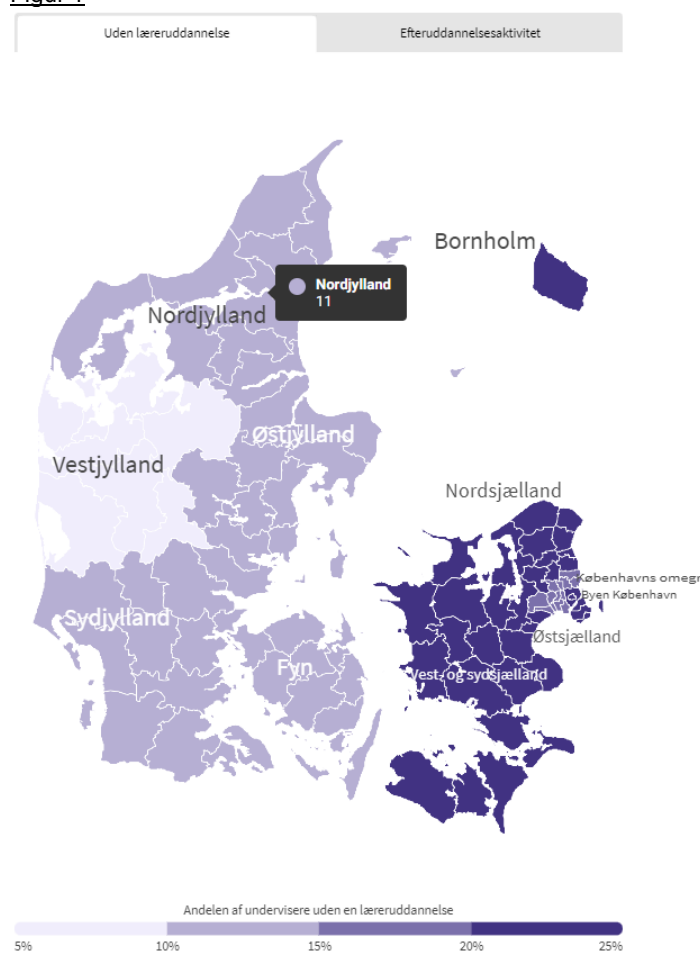 Uden læreruddannelse
Efteruddannelsesaktivitet
Bornholm
Nordjylland
11
Nordjylland
Østjylland
Vestjylland
Nordsjælland
Københavns omegn
Byen København
Sydjylland
Østsjælland
Fyn
Vest- og sydsjælland
Andelen af undervisere uden en læreruddannelse
5% 10% 15% 20% 25%